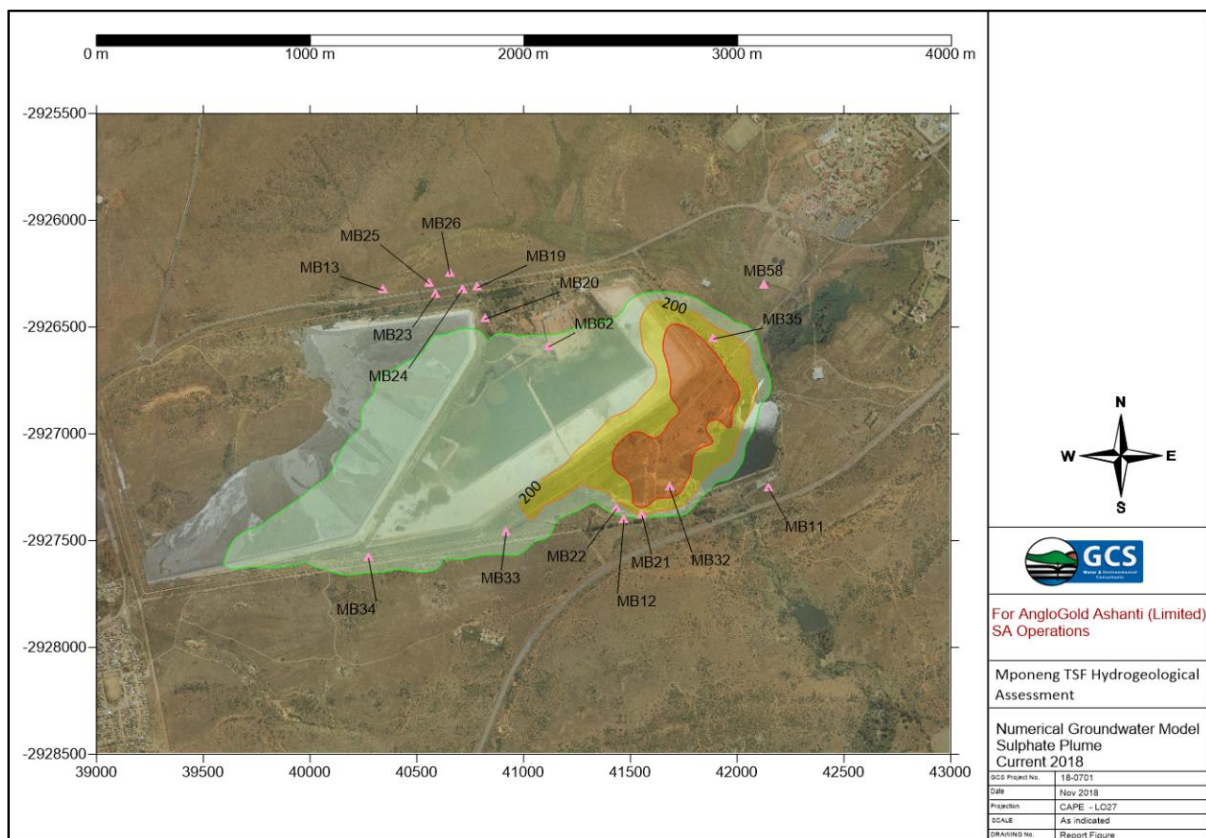 0 m 1000 m 2000 m 3000 m 4000 m
-2925500
-2926000
-2926500
-2927000
-2927500
-2928000
-2928500
39000 39500 40000 40500 41000 41500 42000 42500 43000
MB26
MB25
MB13
MB19
MB58
MB20
200
MB23
MB62
MB35
MB24
200
MB11
MB22
MB21
MB32
MB33
MB12
MB34
N
W E
S
GCS
Water & Environmental
Consultants
For AngloGold Ashanti (Limited)
SA Operations
Mponeng TSF Hydrogeological
Assessment
Numerical Groundwater Model
Sulphate Plume
Current 2018
GCS Project No. 18-0701
Date Nov 2018
Projection CAPE - LO27
SCALE As indicated
DRAWING No. Report Figure